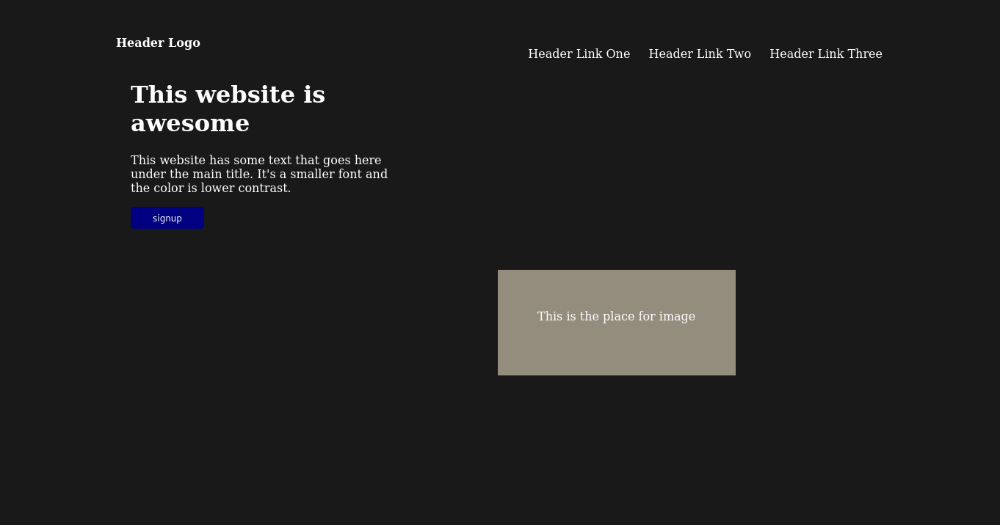 Header Logo
Header Link One Header Link Two Header Link Three
This website is
awesome
This website has some text that goes here
under the main title. It's a smaller font and
the color is lower contrast.
signup
This is the place for image